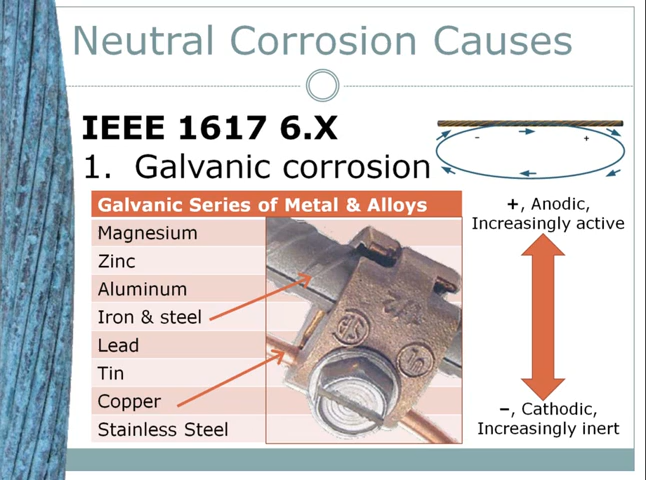 Neutral Corrosion Causes
IEEE 1617 6.X
1. Galvanic corrosion
Galvanic Series of Metal & Alloys
Magnesium
Zinc
Aluminum
Iron & steel
Lead
Tin
Copper
Stainless Steel
- +
+, Anodic,
Increasingly active
–, Cathodic,
Increasingly inert